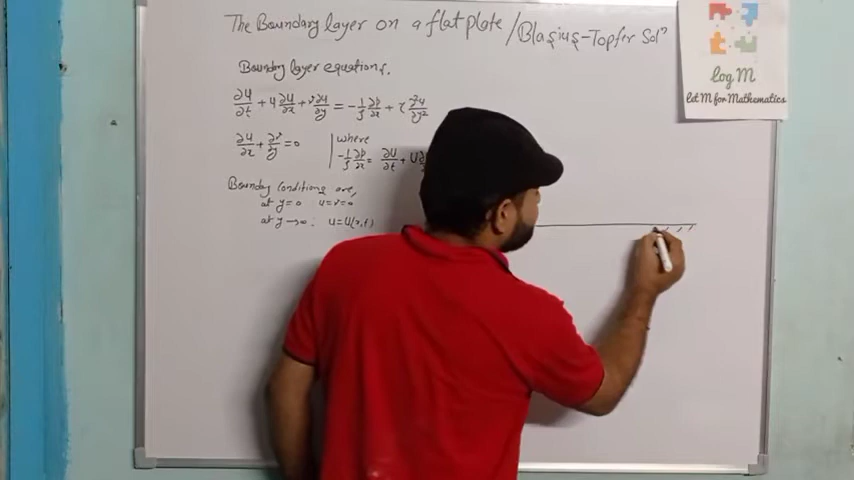 The Boundary layer on a flat plate / Blasius-Topfer Solⁿ
Boundary layer equations.
∂u/∂t + u ∂u/∂x + v ∂u/∂y = -1/ρ ∂p/∂x + ν ∂²u/∂y²
∂u/∂x + ∂v/∂y = 0
where
-1/ρ ∂p/∂x = ∂U/∂t + U
Boundary conditions are,
at y=0 u=v=0
at y→∞: u=U(x,t)
log M
let M for Mathematics